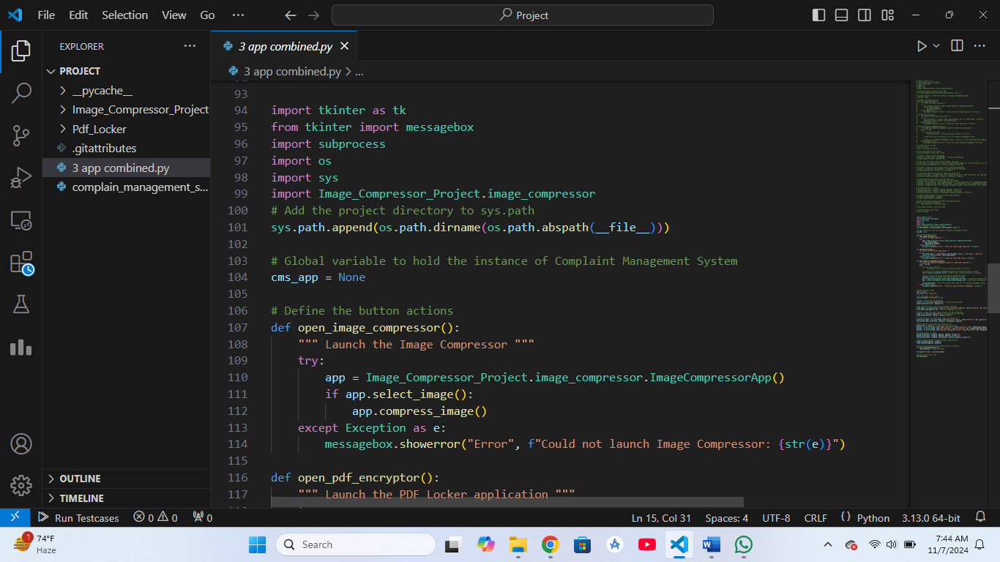 File Edit Selection View Go ··· Project
EXPLORER ···
PROJECT
__pycache__
Image_Compressor_Project
Pdf_Locker
.gitattributes
3 app combined.py
complain_management_s...
OUTLINE
TIMELINE
3 app combined.py
3 app combined.py > ...
93
94 import tkinter as tk
95 from tkinter import messagebox
96 import subprocess
97 import os
98 import sys
99 import Image_Compressor_Project.image_compressor
100 # Add the project directory to sys.path
101 sys.path.append(os.path.dirname(os.path.abspath(__file__)))
102
103 # Global variable to hold the instance of Complaint Management System
104 cms_app = None
105
106 # Define the button actions
107 def open_image_compressor():
108 """ Launch the Image Compressor """
109 try:
110 app = Image_Compressor_Project.image_compressor.ImageCompressorApp()
111 if app.select_image():
112 app.compress_image()
113 except Exception as e:
114 messagebox.showerror("Error", f"Could not launch Image Compressor: {str(e)}")
115
116 def open_pdf_encryptor():
117 """ Launch the PDF Locker application """
Run Testcases 0 0 0 Ln 15, Col 31 Spaces: 4 UTF-8 CRLF {} Python 3.13.0 64-bit
1 74°F
Haze
Search
7:44 AM
11/7/2024